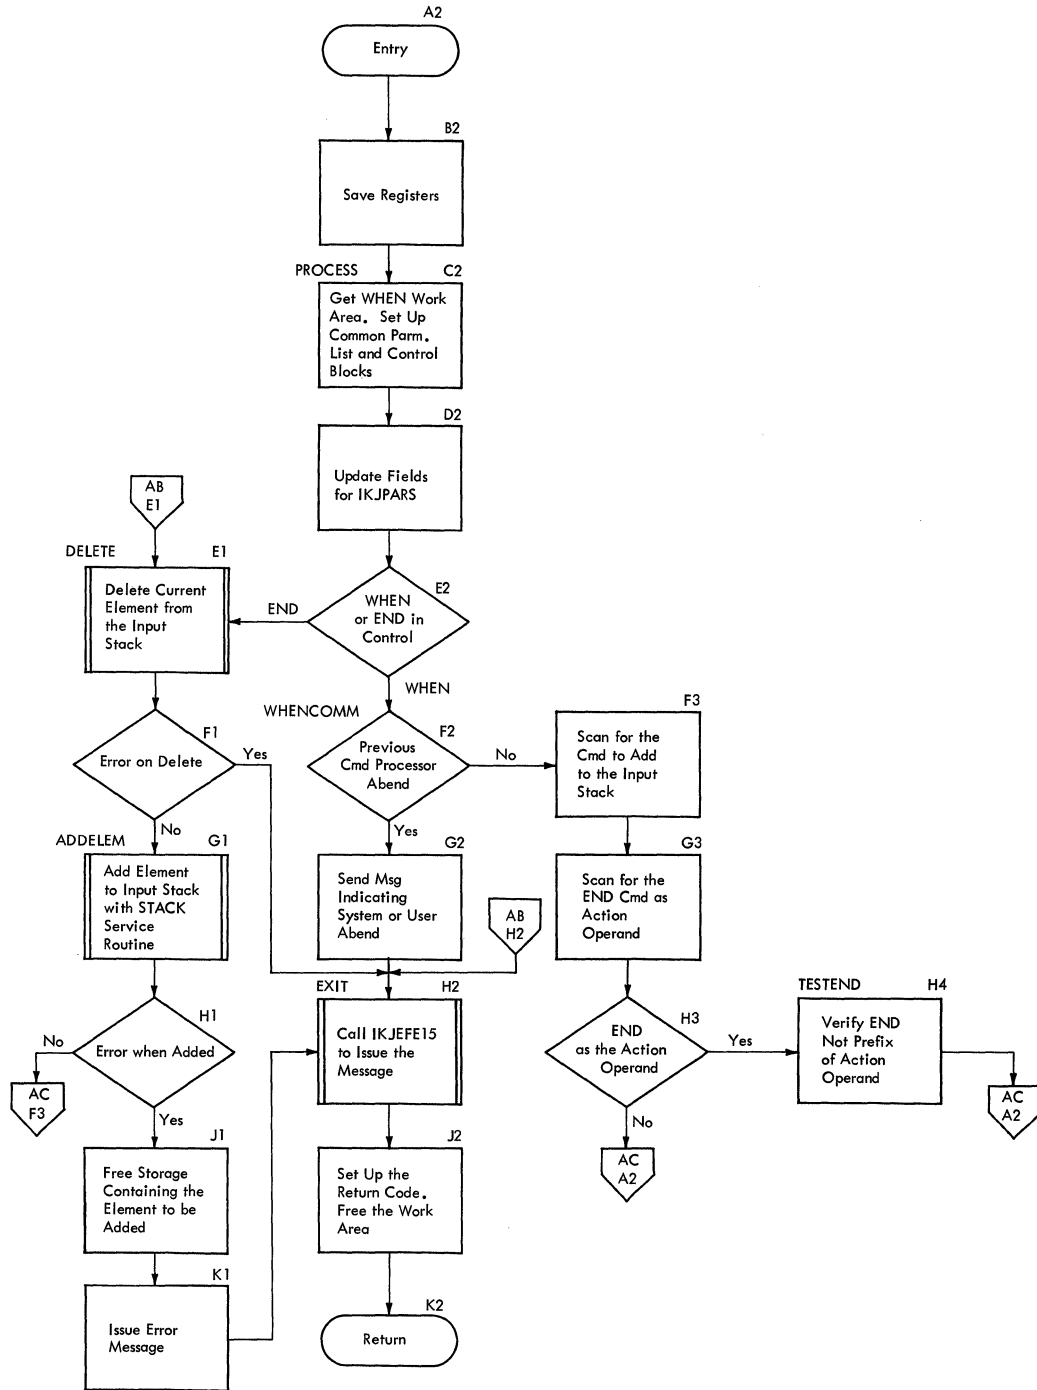 A2
Entry
B2
Save Registers
PROCESS
C2
Get WHEN Work
Area. Set Up
Common Parm.
List and Control
Blocks
D2
Update Fields
for IKJPARS
AB
E1
DELETE
E1
Delete Current
Element from
the Input
Stack
END
E2
WHEN
or END in
Control
WHEN
F1
Error on Delete
Yes
No
WHENCOMM
F2
Previous
Cmd Processor
Abend
No
Yes
F3
Scan for the
Cmd to Add
to the Input
Stack
ADDELEM
G1
Add Element
to Input Stack
with STACK
Service
Routine
G2
Send Msg
Indicating
System or User
Abend
AB
H2
G3
Scan for the
END Cmd as
Action
Operand
H1
Error when Added
No
AC
F3
Yes
EXIT
H2
Call IKJEFE15
to Issue the
Message
H3
END
as the Action
Operand
Yes
No
AC
A2
TESTEND
H4
Verify END
Not Prefix
of Action
Operand
AC
A2
J1
Free Storage
Containing the
Element to be
Added
J2
Set Up the
Return Code.
Free the Work
Area
K1
Issue Error
Message
K2
Return